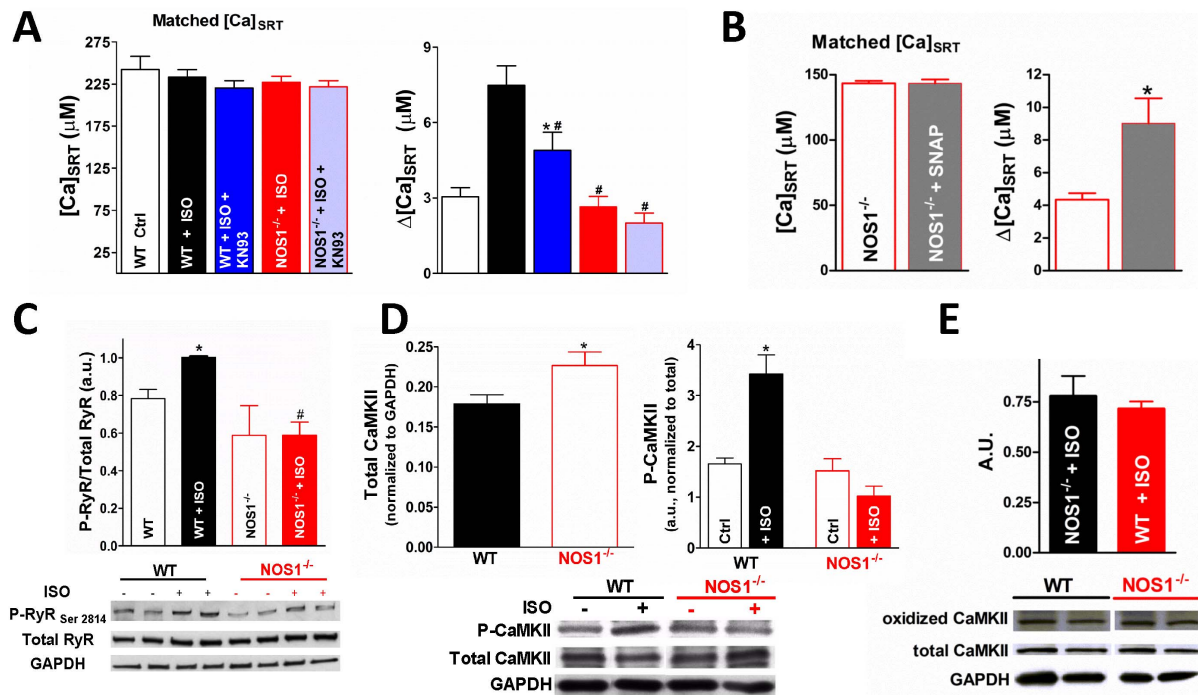 A
Matched [Ca]SRT
[Ca]SRT (μM)
275
225
175
125
75
25
WT Ctrl
WT + ISO
WT + ISO +
KN93
NOS1-/- + ISO
NOS1-/- + ISO +
KN93
Δ[Ca]SRT (μM)
9
6
3
0
*#
#
#
B
Matched [Ca]SRT
[Ca]SRT (μM)
150
100
50
0
NOS1-/-
NOS1-/- + SNAP
Δ[Ca]SRT (μM)
12
10
8
6
4
2
0
*
C
P-RyR/Total RyR (a.u.)
1.0
0.8
0.6
0.4
0.2
0.0
*
#
WT
WT + ISO
NOS1-/-
NOS1-/- + ISO
WT
NOS1-/-
ISO
- - + + - - + +
P-RyR Ser 2814
Total RyR
GAPDH
D
Total CaMKII
(normalized to GAPDH)
0.25
0.20
0.15
0.10
0.05
0.00
*
WT
NOS1-/-
P-CaMKII
(a.u., normalized to total)
4
3
2
1
0
*
Ctrl
+ ISO
Ctrl
+ ISO
WT
NOS1-/-
WT
NOS1-/-
ISO - + - +
P-CaMKII
Total CaMKII
GAPDH
E
A.U.
0.75
0.50
0.25
0.00
NOS1-/- + ISO
WT + ISO
WT
NOS1-/-
oxidized CaMKII
total CaMKII
GAPDH